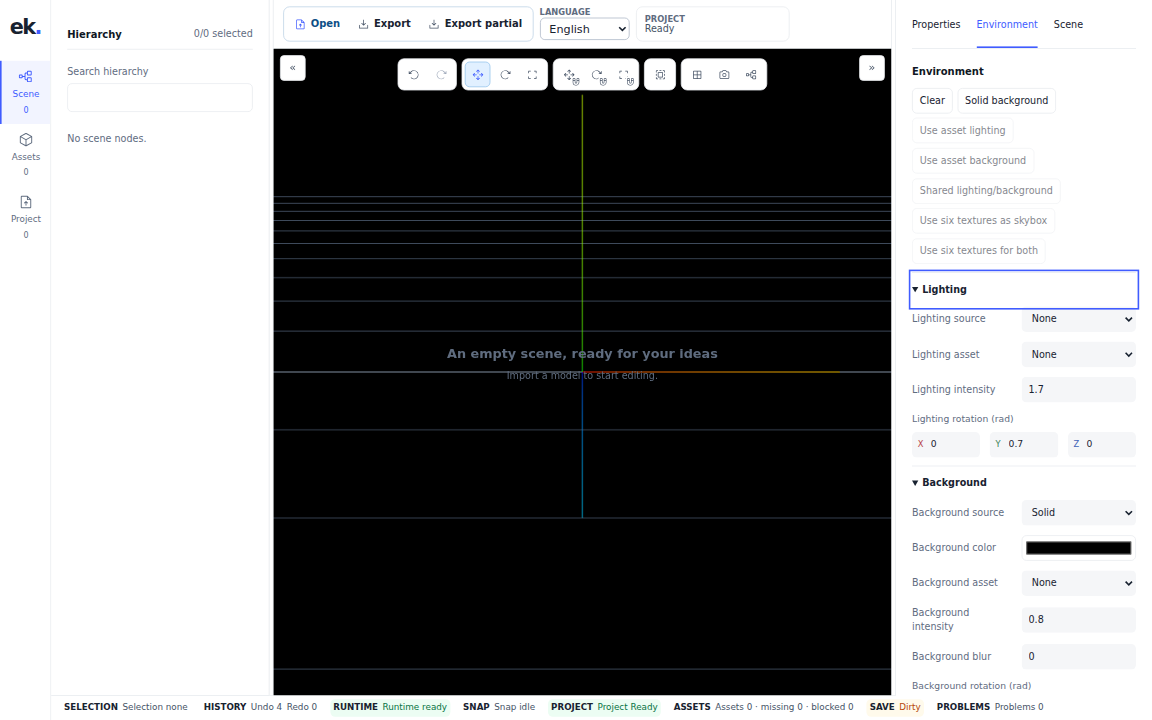 ek.
Scene
0
Assets
0
Project
0
Hierarchy
0/0 selected
Search hierarchy
No scene nodes.
Open
Export
Export partial
LANGUAGE
English
PROJECT
Ready
«
»
An empty scene, ready for your ideas
Import a model to start editing.
Properties
Environment
Scene
Environment
Clear
Solid background
Use asset lighting
Use asset background
Shared lighting/background
Use six textures as skybox
Use six textures for both
Lighting
Lighting source
None
Lighting asset
None
Lighting intensity
1.7
Lighting rotation (rad)
X 0
Y 0.7
Z 0
Background
Background source
Solid
Background color
Background asset
None
Background
intensity
0.8
Background blur
0
Background rotation (rad)
SELECTION Selection none
HISTORY Undo 4 Redo 0
RUNTIME Runtime ready
SNAP Snap idle
PROJECT Project Ready
ASSETS Assets 0 · missing 0 · blocked 0
SAVE Dirty
PROBLEMS Problems 0